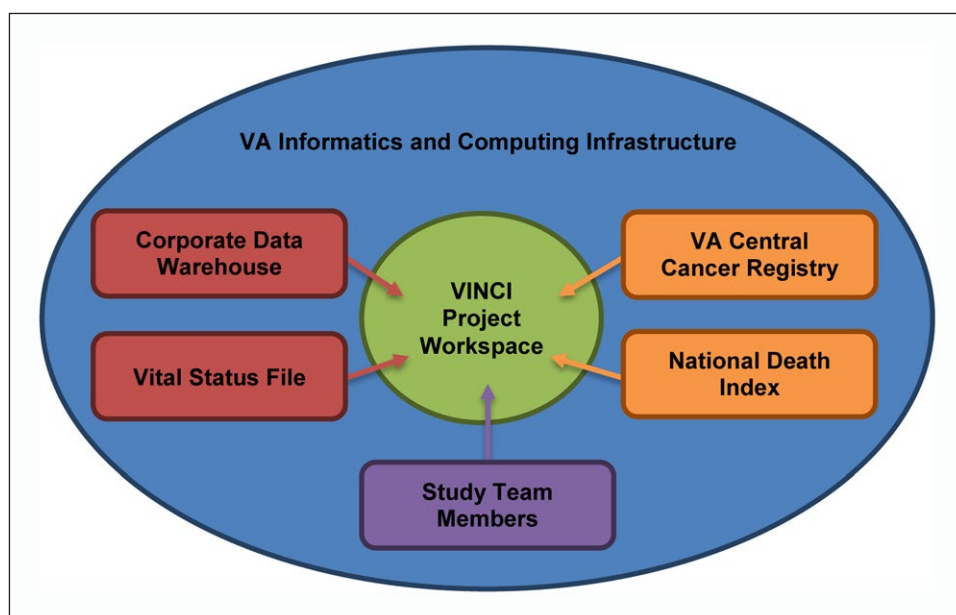 VA Informatics and Computing Infrastructure
Corporate Data
Warehouse
VA Central
Cancer Registry
VINCI
Project
Workspace
Vital Status File
National Death
Index
Study Team
Members